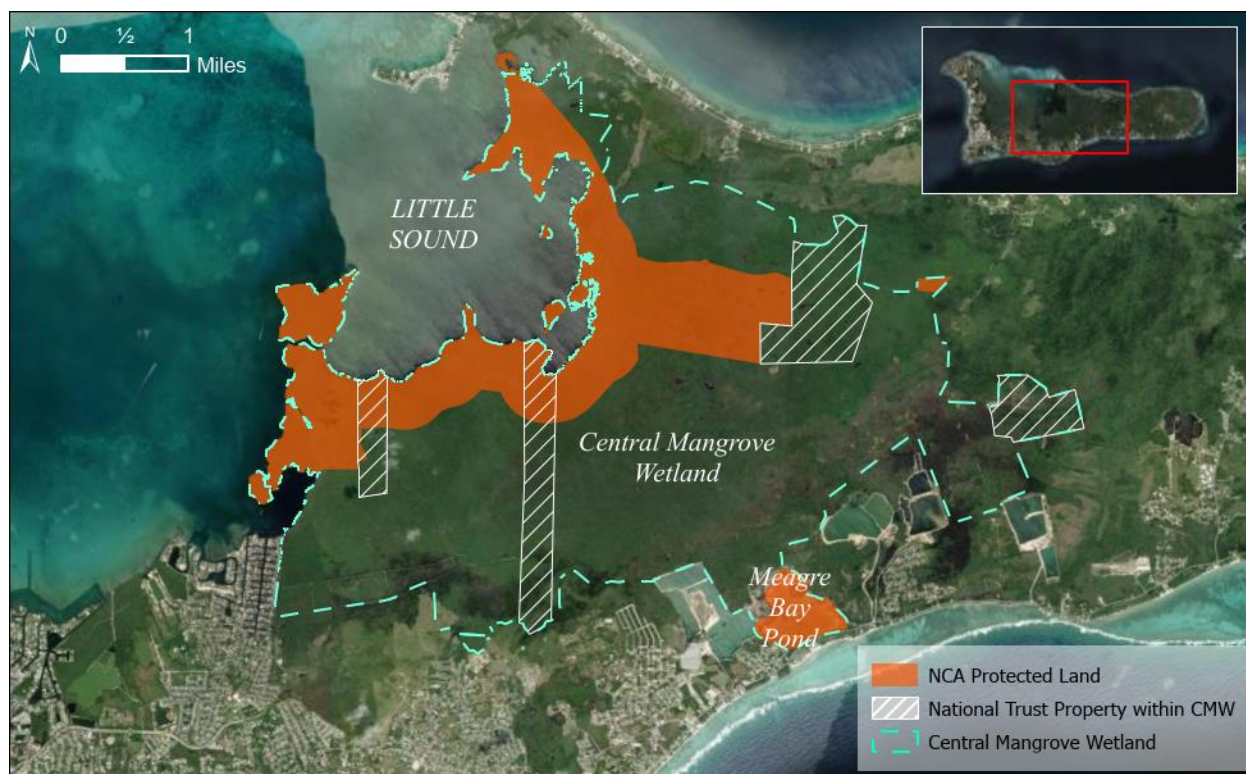 N
0 ½ 1
Miles
LITTLE
SOUND
Central Mangrove
Wetland
Meagre
Bay
Pond
NCA Protected Land
National Trust Property within CMW
Central Mangrove Wetland